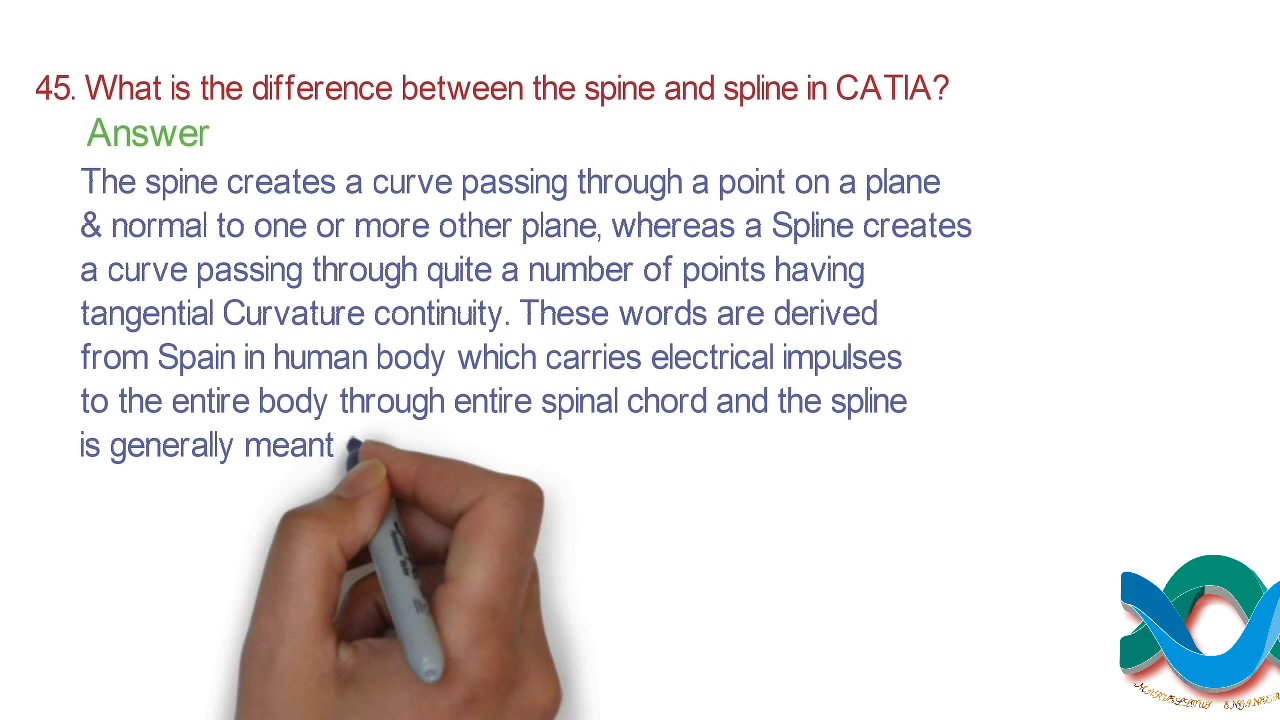 45. What is the difference between the spine and spline in CATIA?
Answer
The spine creates a curve passing through a point on a plane
& normal to one or more other plane, whereas a Spline creates
a curve passing through quite a number of points having
tangential Curvature continuity. These words are derived
from Spain in human body which carries electrical impulses
to the entire body through entire spinal chord and the spline
is generally meant